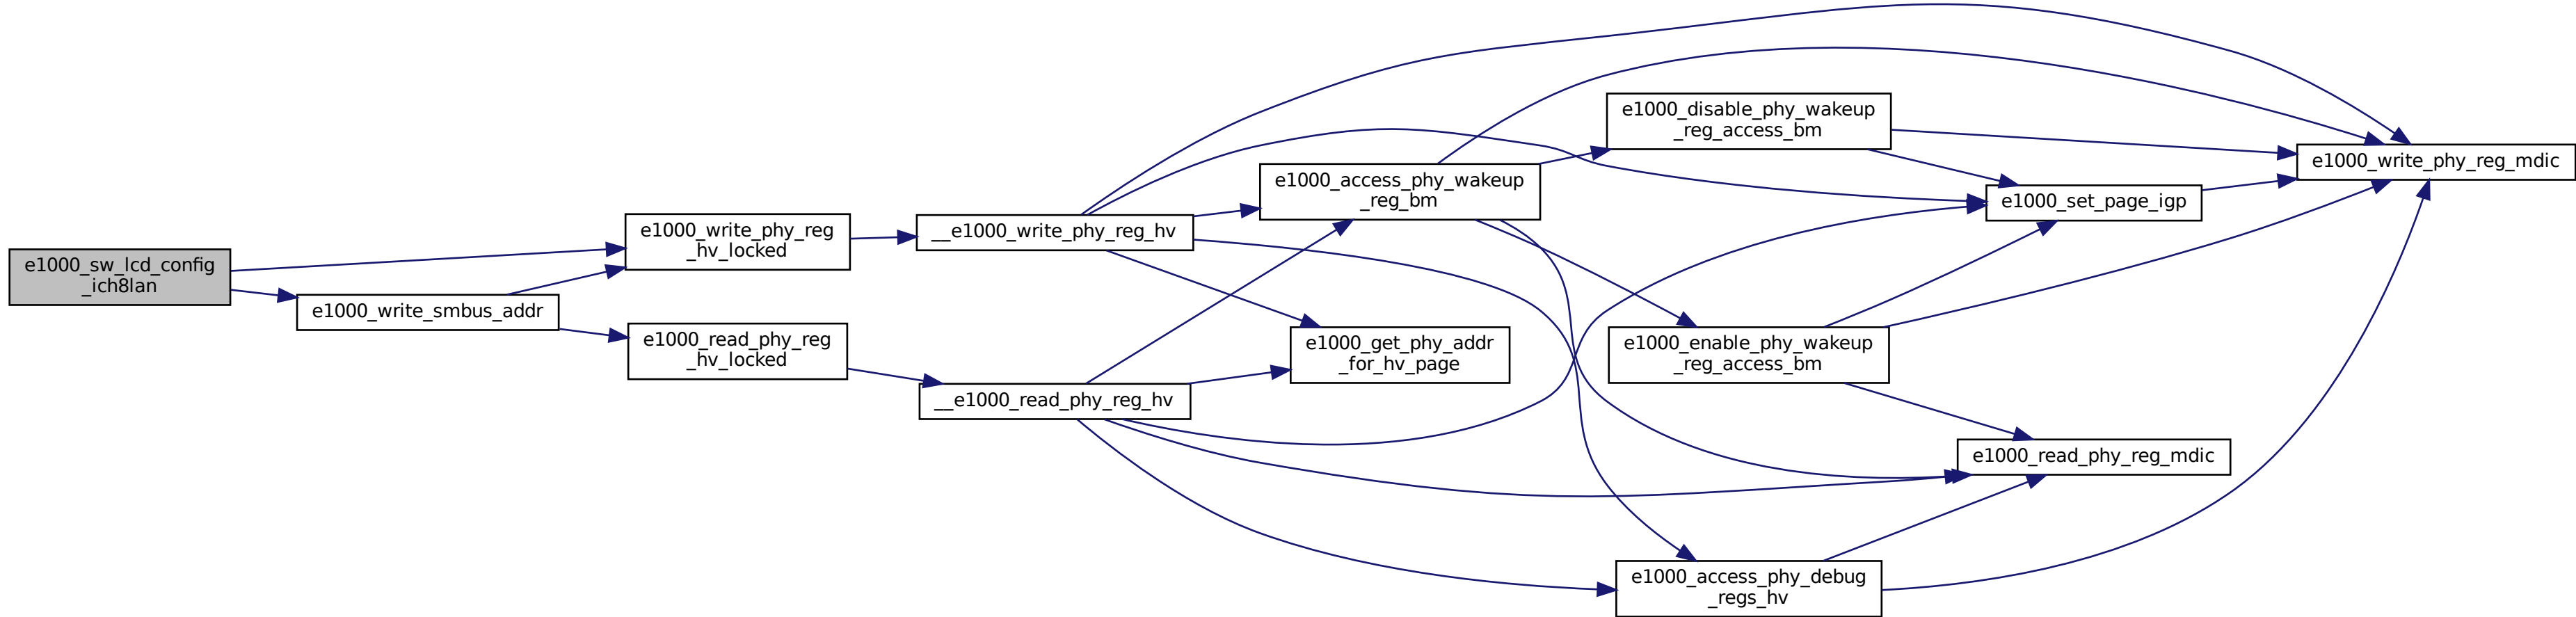 e1000_sw_lcd_config
_ich8lan
e1000_write_smbus_addr
e1000_write_phy_reg
_hv_locked
e1000_read_phy_reg
_hv_locked
__e1000_write_phy_reg_hv
__e1000_read_phy_reg_hv
e1000_access_phy_wakeup
_reg_bm
e1000_get_phy_addr
_for_hv_page
e1000_disable_phy_wakeup
_reg_access_bm
e1000_enable_phy_wakeup
_reg_access_bm
e1000_access_phy_debug
_regs_hv
e1000_set_page_igp
e1000_read_phy_reg_mdic
e1000_write_phy_reg_mdic